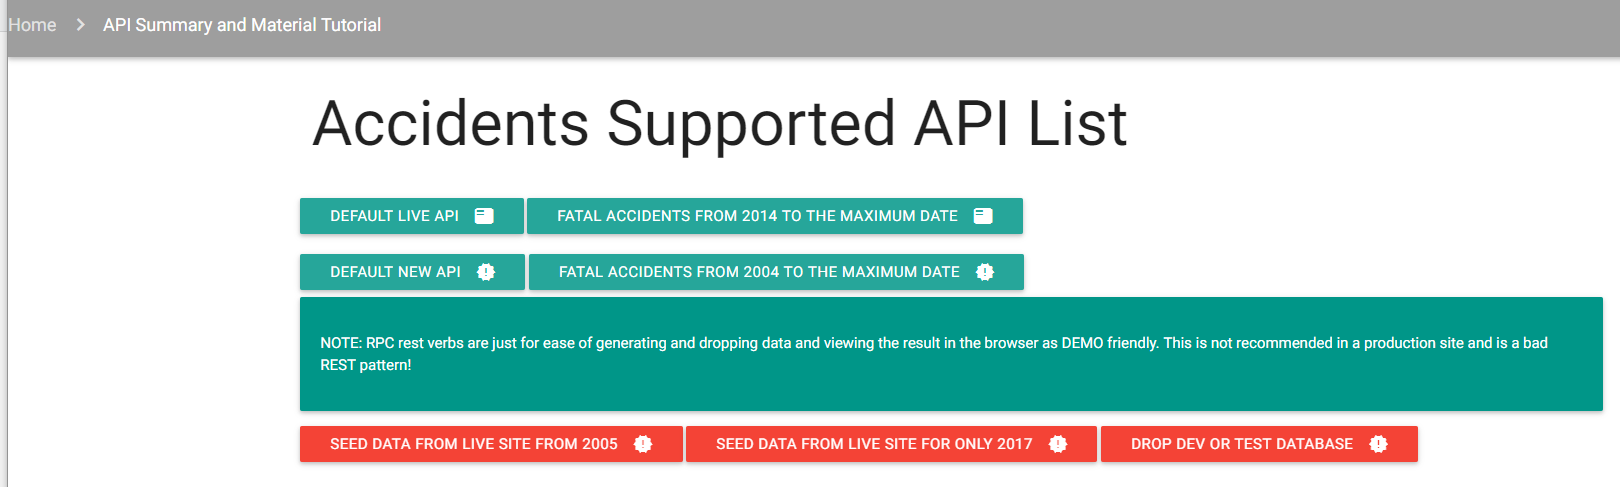 Home > API Summary and Material Tutorial
Accidents Supported API List
DEFAULT LIVE API FATAL ACCIDENTS FROM 2014 TO THE MAXIMUM DATE
DEFAULT NEW API FATAL ACCIDENTS FROM 2004 TO THE MAXIMUM DATE
NOTE: RPC rest verbs are just for ease of generating and dropping data and viewing the result in the browser as DEMO friendly. This is not recommended in a production site and is a bad
REST pattern!
SEED DATA FROM LIVE SITE FROM 2005 SEED DATA FROM LIVE SITE FOR ONLY 2017 DROP DEV OR TEST DATABASE